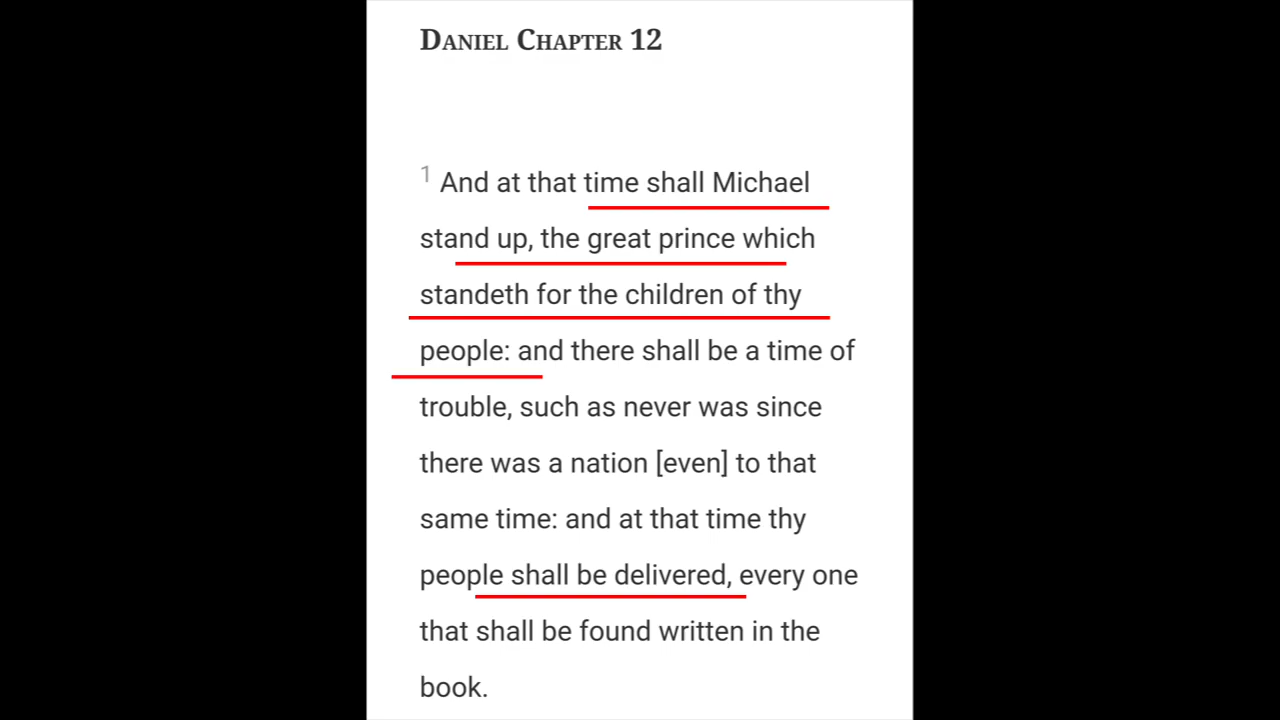 Daniel Chapter 12
1 And at that time shall Michael
stand up, the great prince which
standeth for the children of thy
people: and there shall be a time of
trouble, such as never was since
there was a nation [even] to that
same time: and at that time thy
people shall be delivered, every one
that shall be found written in the
book.